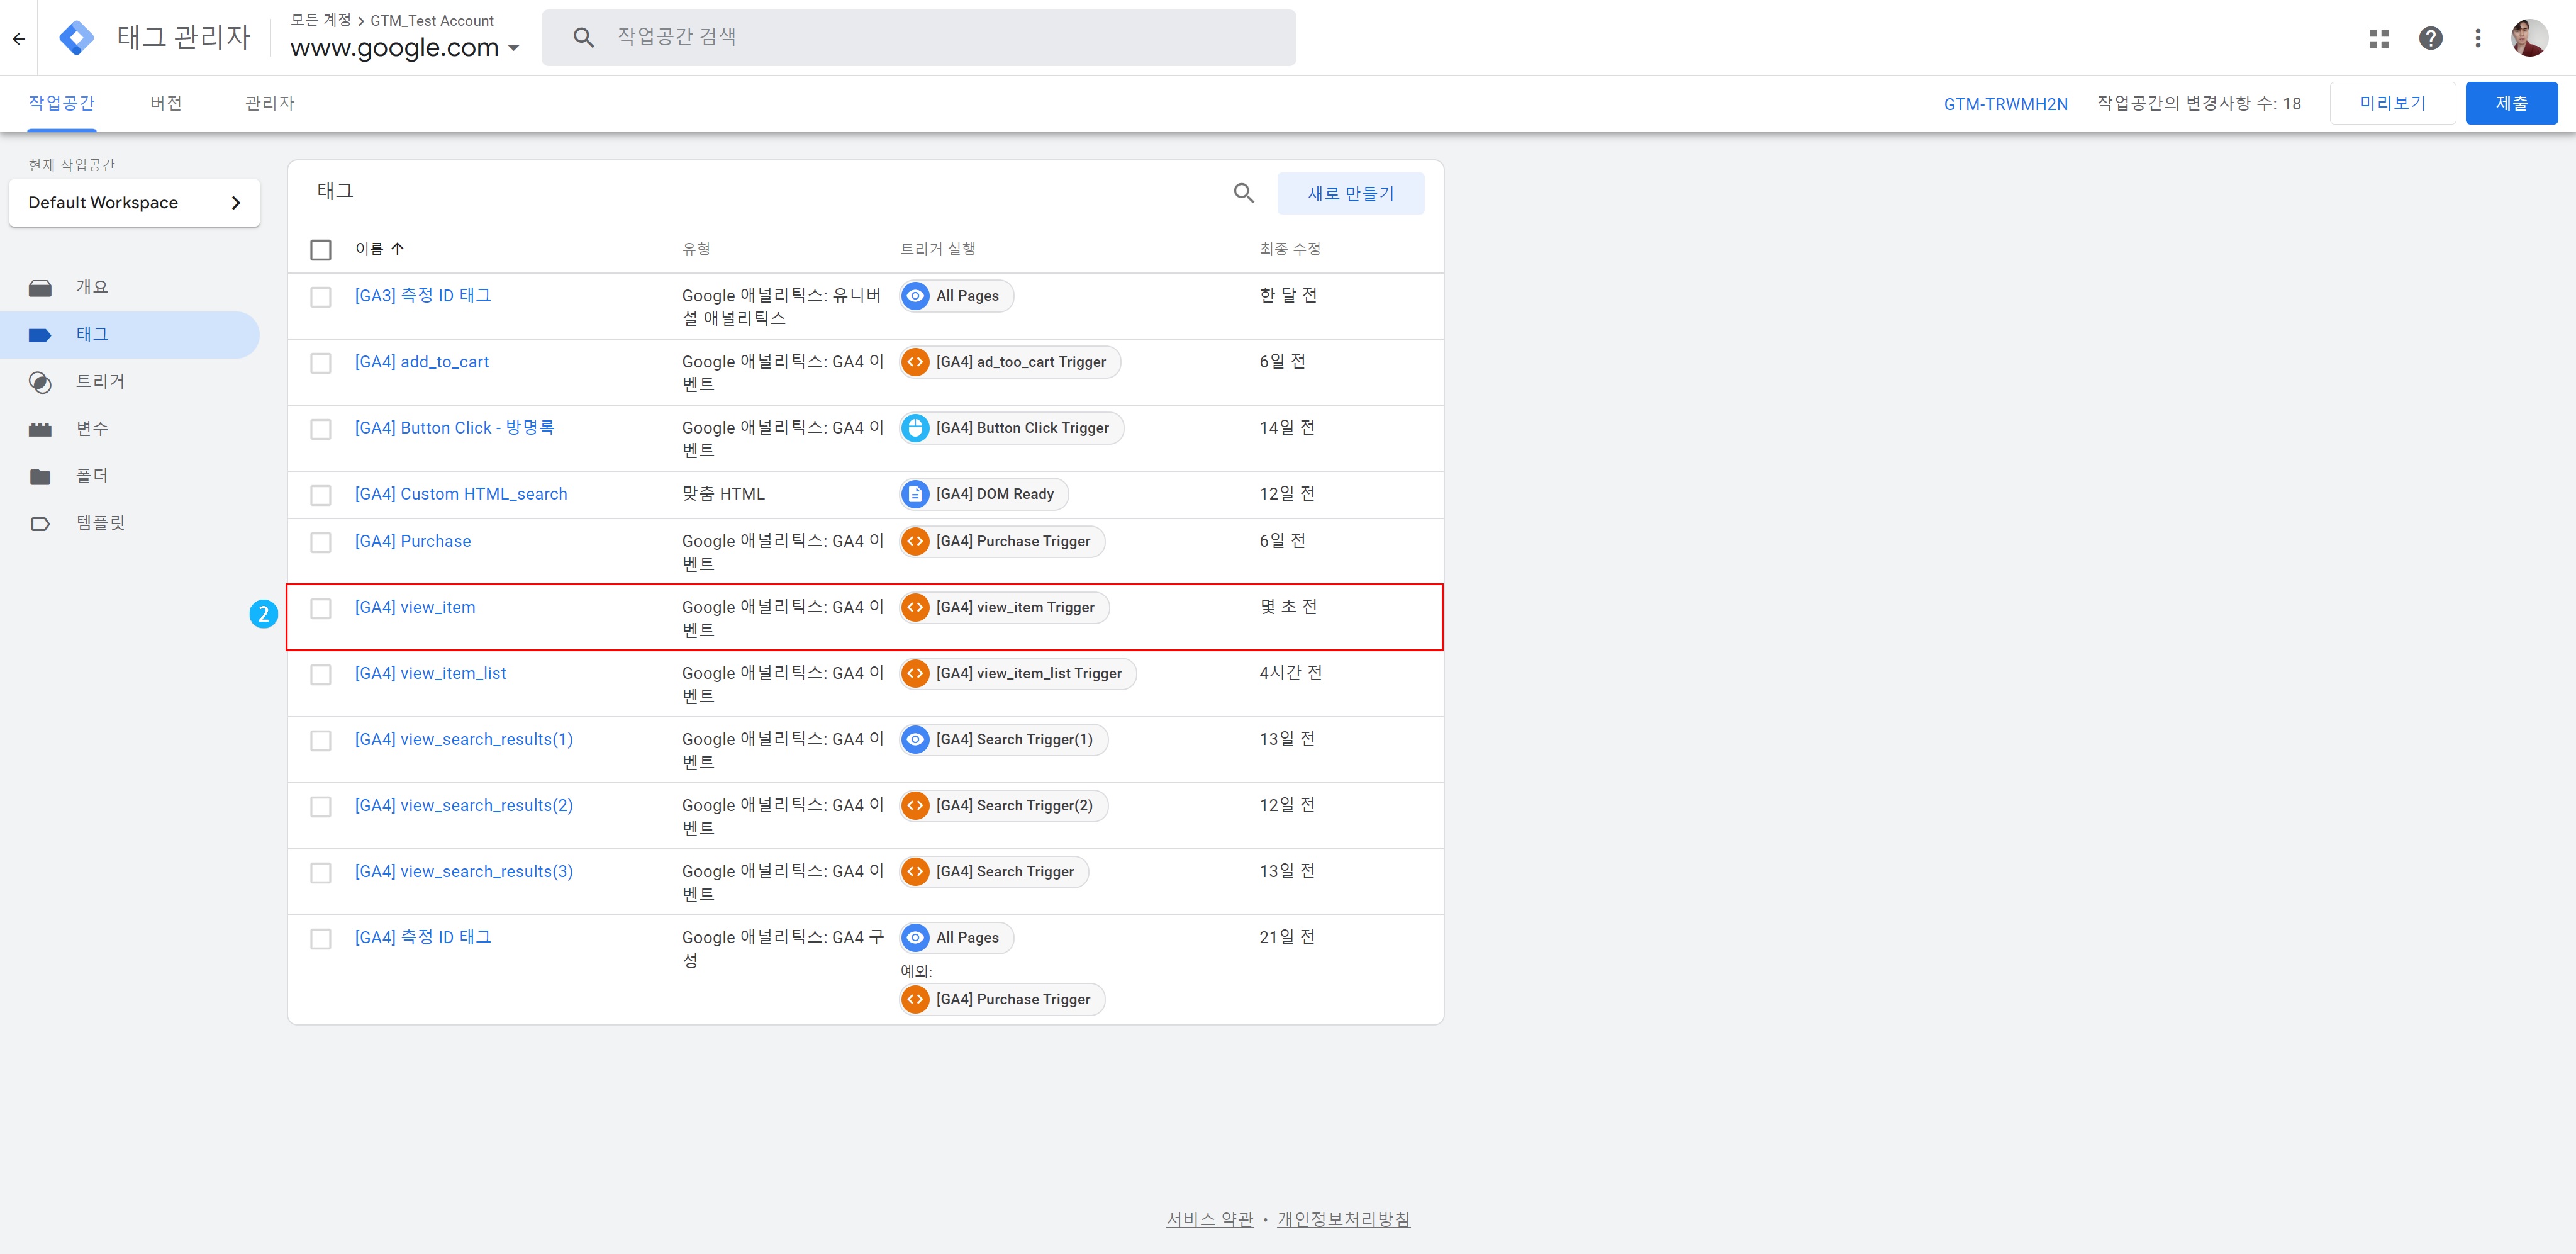 모든 계정 > GTM_Test Account
태그 관리자
www.google.com
작업공간 검색
작업공간 버전 관리자
GTM-TRWMH2N 작업공간의 변경사항 수: 18 미리보기 제출
현재 작업공간
Default Workspace
개요
태그
트리거
변수
폴더
템플릿
태그
새로 만들기
이름 유형 트리거 실행 최종 수정
[GA3] 측정 ID 태그 Google 애널리틱스: 유니버 All Pages 한 달 전
설 애널리틱스
[GA4] add_to_cart Google 애널리틱스: GA4 이 [GA4] ad_too_cart Trigger 6일 전
벤트
[GA4] Button Click - 방명록 Google 애널리틱스: GA4 이 [GA4] Button Click Trigger 14일 전
벤트
[GA4] Custom HTML_search 맞춤 HTML [GA4] DOM Ready 12일 전
[GA4] Purchase Google 애널리틱스: GA4 이 [GA4] Purchase Trigger 6일 전
벤트
2 [GA4] view_item Google 애널리틱스: GA4 이 [GA4] view_item Trigger 몇 초 전
벤트
[GA4] view_item_list Google 애널리틱스: GA4 이 [GA4] view_item_list Trigger 4시간 전
벤트
[GA4] view_search_results(1) Google 애널리틱스: GA4 이 [GA4] Search Trigger(1) 13일 전
벤트
[GA4] view_search_results(2) Google 애널리틱스: GA4 이 [GA4] Search Trigger(2) 12일 전
벤트
[GA4] view_search_results(3) Google 애널리틱스: GA4 이 [GA4] Search Trigger 13일 전
벤트
[GA4] 측정 ID 태그 Google 애널리틱스: GA4 구 All Pages 21일 전
성
예외:
[GA4] Purchase Trigger
서비스 약관 • 개인정보처리방침